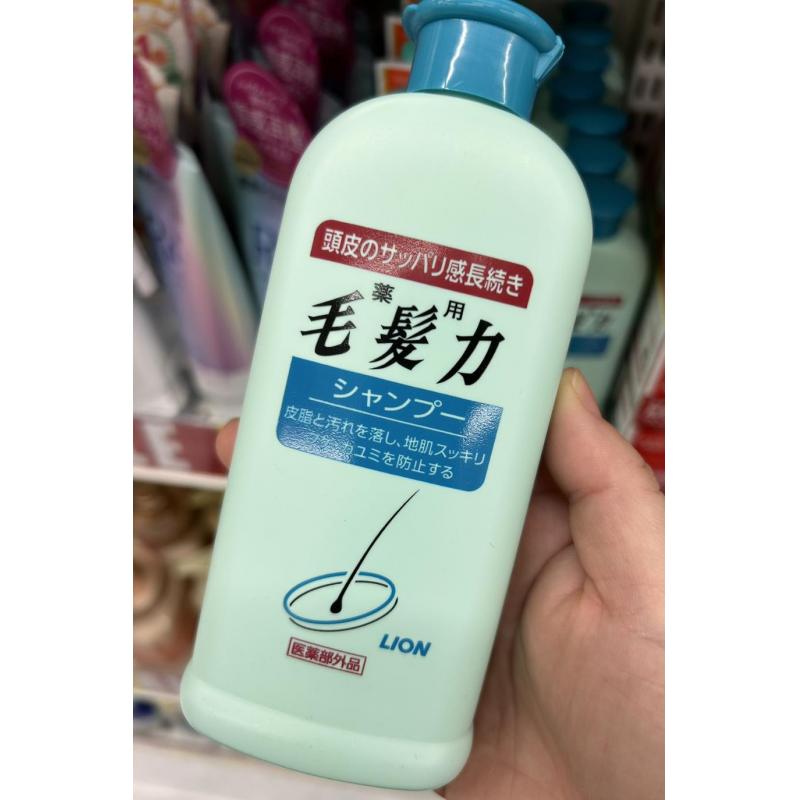 頭皮のサッパリ感長続き
薬用
毛髪力
シャンプー
皮脂と汚れを落し、地肌スッキリ
フケ・カユミを防止する
LION
医薬部外品